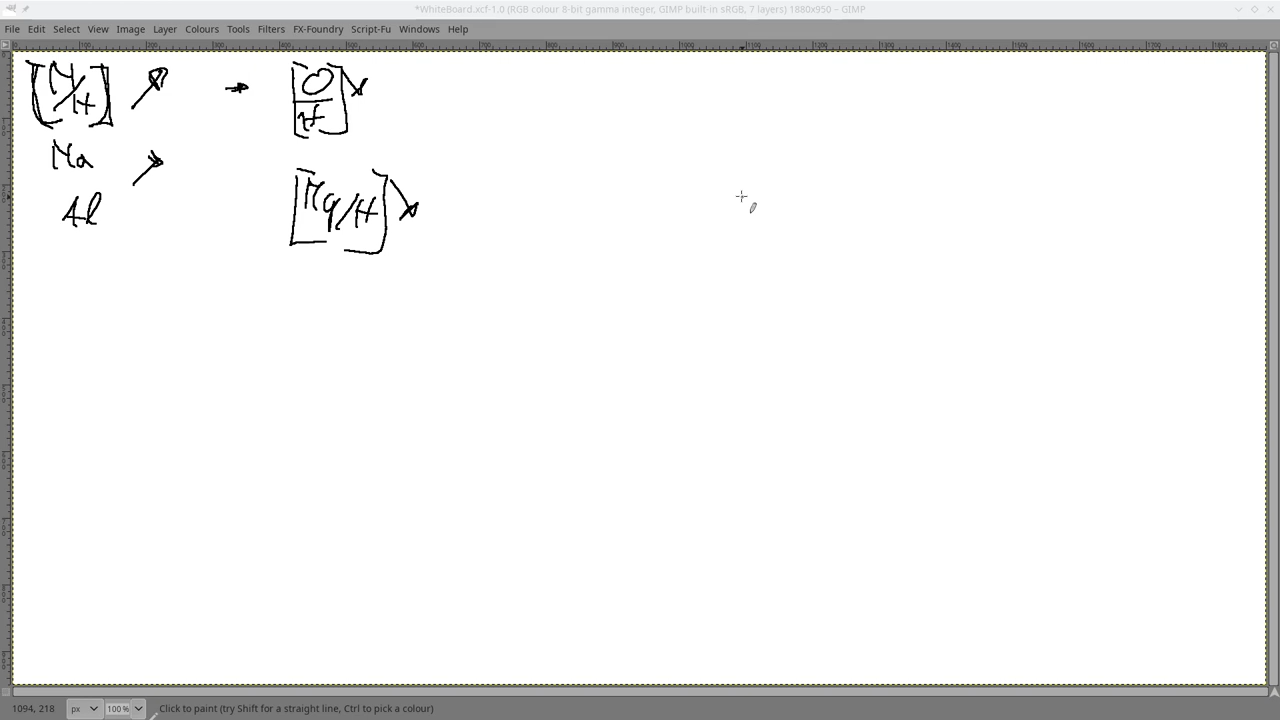 *WhiteBoard.xcf-1.0 (RGB colour 8-bit gamma integer, GIMP built-in sRGB, 7 layers) 1880x950 – GIMP
File Edit Select View Image Layer Colours Tools Filters FX-Foundry Script-Fu Windows Help
[M/H] ↗ → [O/H] ↘
Na ↗
Al
[Mg/H] ↘
1094, 218 px 100% Click to paint (try Shift for a straight line, Ctrl to pick a colour)